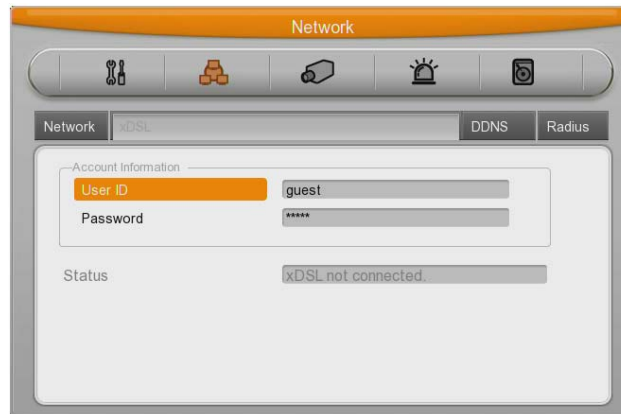 Network
Network xDSL DDNS Radius
Account Information
User ID guest
Password *****
Status xDSL not connected.